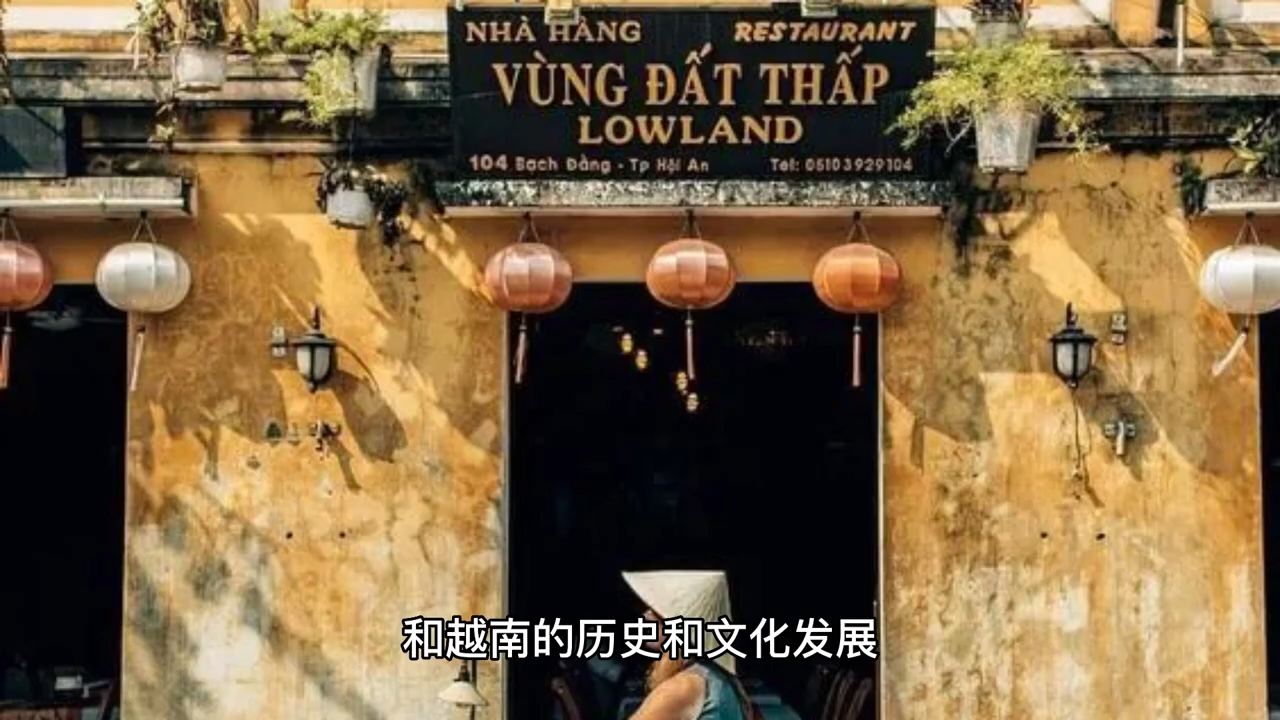 NHÀ HÀNG RESTAURANT
VÙNG ĐẤT THẤP
LOWLAND
104 Bạch Đằng - Tp Hội An Tel: 05103929104
和越南的历史和文化发展